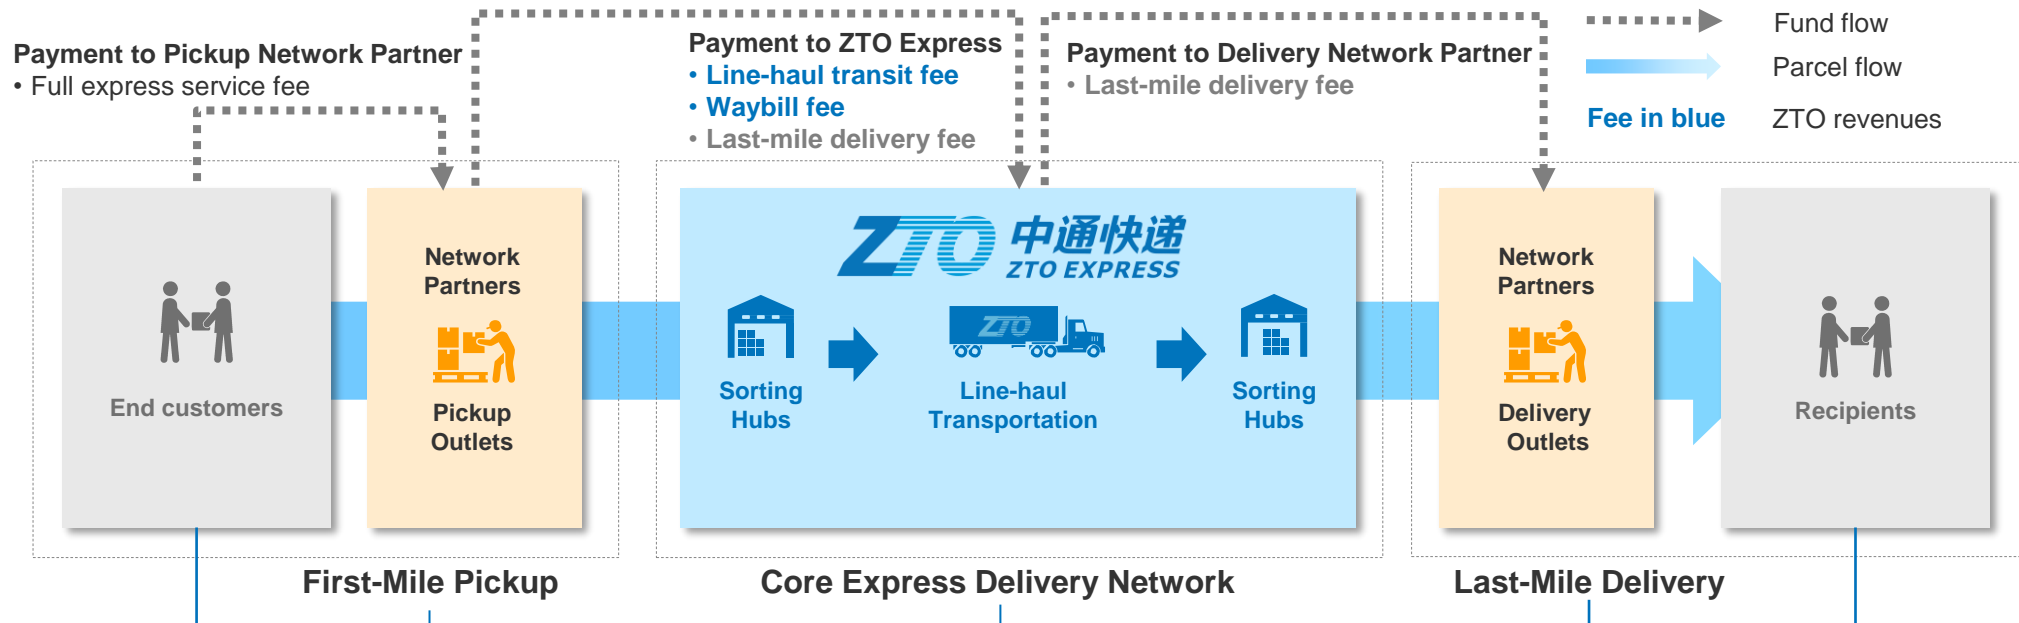 Payment to Pickup Network Partner
• Full express service fee
Payment to ZTO Express
• Line-haul transit fee
• Waybill fee
• Last-mile delivery fee
Payment to Delivery Network Partner
• Last-mile delivery fee
Fund flow
Parcel flow
Fee in blue ZTO revenues
End customers
Network
Partners
Pickup
Outlets
ZTO 中通快递
ZTO EXPRESS
Sorting
Hubs
ZTO
Line-haul
Transportation
Sorting
Hubs
Network
Partners
Delivery
Outlets
Recipients
First-Mile Pickup
Core Express Delivery Network
Last-Mile Delivery